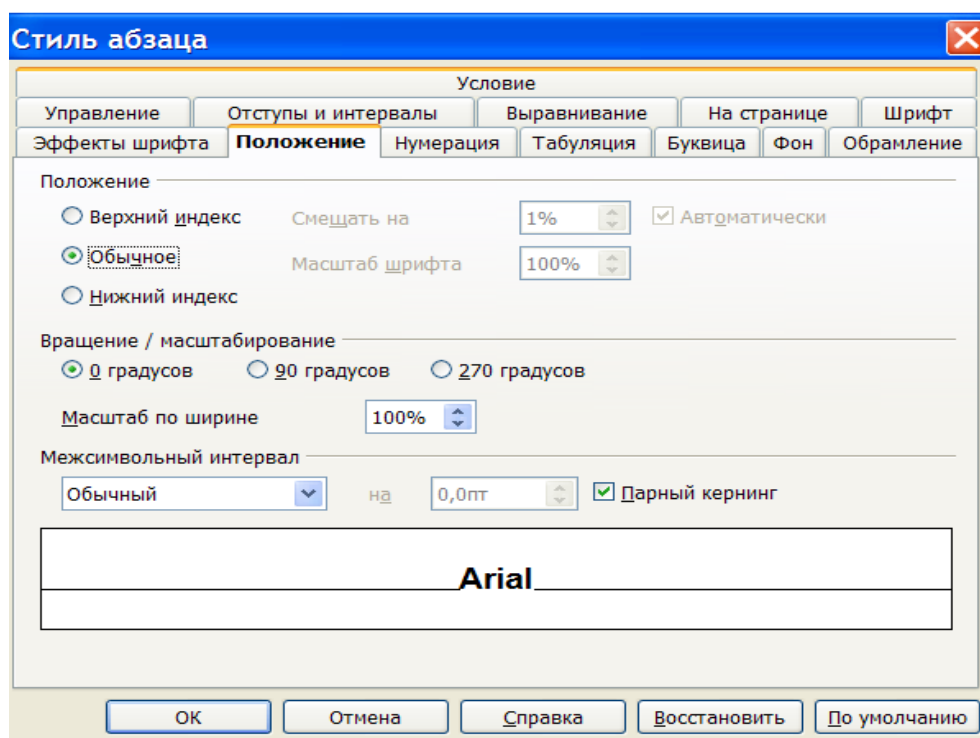 Стиль абзаца
Условие
Управление Отступы и интервалы Выравнивание На странице Шрифт
Эффекты шрифта Положение Нумерация Табуляция Буквица Фон Обрамление
Положение
Верхний индекс Смещать на 1% Автоматически
Обычное Масштаб шрифта 100%
Нижний индекс
Вращение / масштабирование
0 градусов 90 градусов 270 градусов
Масштаб по ширине 100%
Межсимвольный интервал
Обычный на 0,0пт Парный кернинг
Arial
ОК Отмена Справка Восстановить По умолчанию